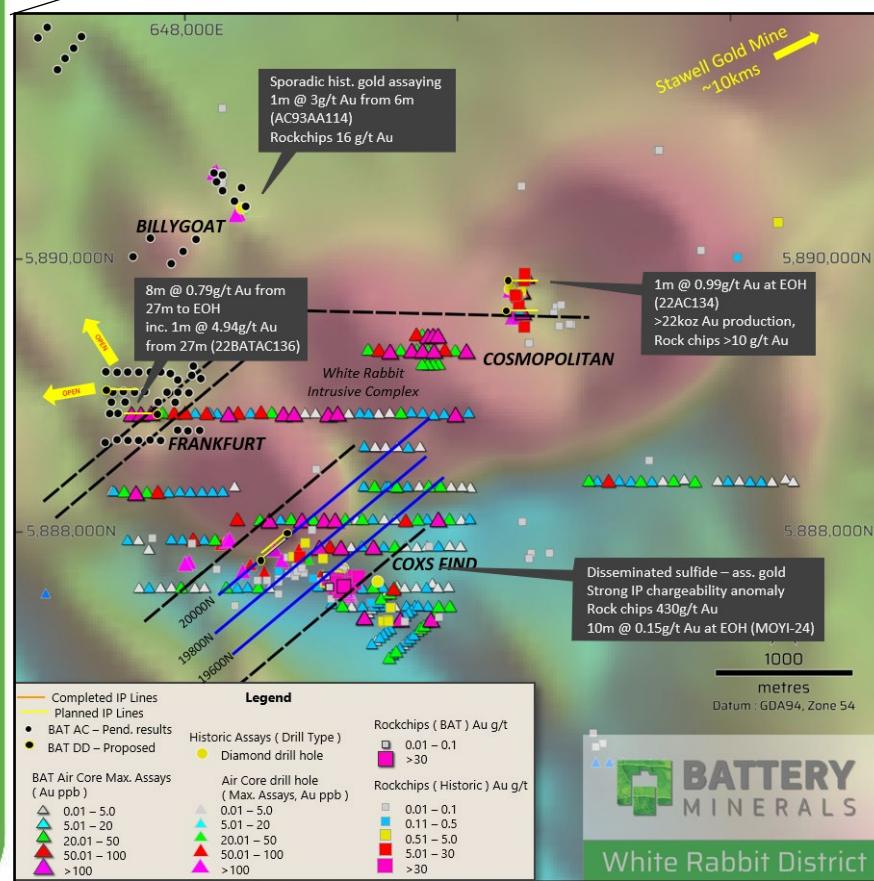 648,000E
Stawell Gold Mine
~10kms
Sporadic hist. gold assaying
1m @ 3g/t Au from 6m
(AC93AA114)
Rockchips 16 g/t Au
BILLYGOAT
5,890,000N
5,890,000N
8m @ 0.79g/t Au from
27m to EOH
inc. 1m @ 4.94g/t Au
from 27m (22BATAC136)
1m @ 0.99g/t Au at EOH
(22AC134)
>22koz Au production,
Rock chips >10 g/t Au
COSMOPOLITAN
OPEN
OPEN
White Rabbit
Intrusive Complex
FRANKFURT
5,888,000N
5,888,000N
COXS FIND
20000N
19800N
19600N
Disseminated sulfide – ass. gold
Strong IP chargeability anomaly
Rock chips 430g/t Au
10m @ 0.15g/t Au at EOH (MOYI-24)
1000
metres
Datum : GDA94, Zone 54
Legend
Completed IP Lines
Planned IP Lines
BAT AC – Pend. results
BAT DD – Proposed
BAT Air Core Max. Assays
( Au ppb )
0.01 – 5.0
5.01 – 20
20.01 – 50
50.01 – 100
>100
Historic Assays ( Drill Type )
Diamond drill hole
Air Core drill hole
( Max. Assays, Au ppb )
0.01 – 5.0
5.01 – 20
20.01 – 50
50.01 – 100
>100
Rockchips ( BAT ) Au g/t
0.01 - 0.1
>30
Rockchips ( Historic ) Au g/t
0.01 – 0.1
0.11 – 0.5
0.51 - 5.0
5.01 – 30
>30
BATTERY
MINERALS
White Rabbit District